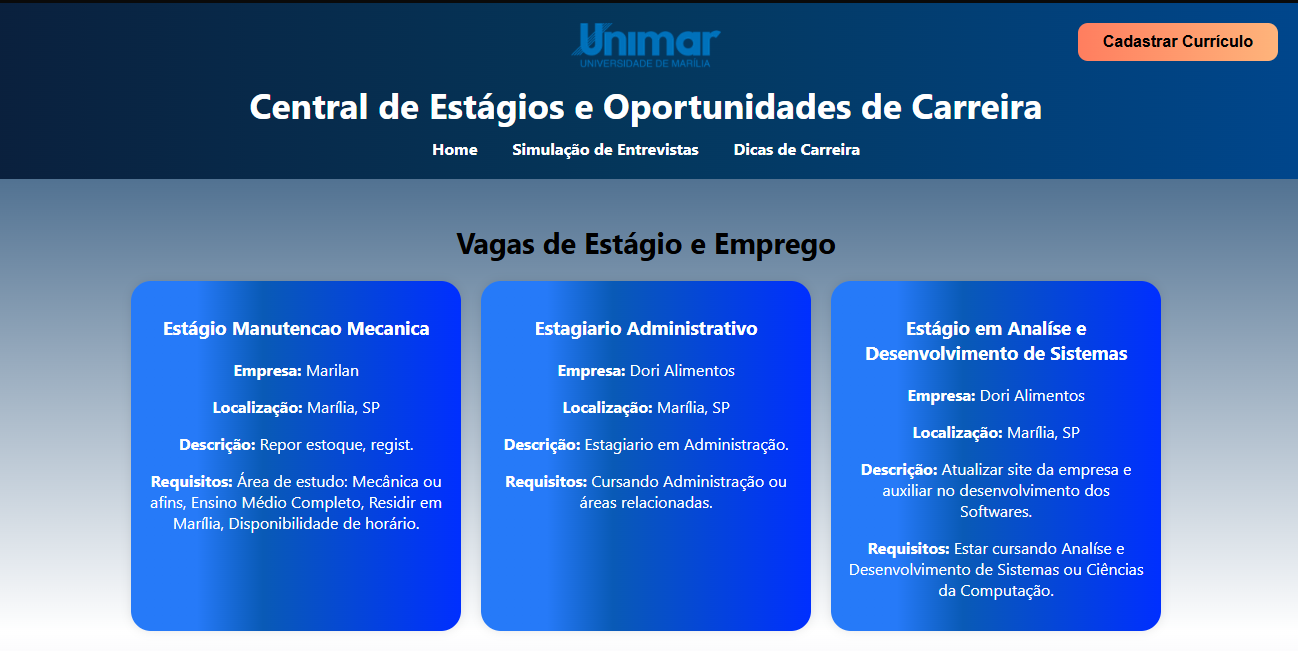 Unimar
UNIVERSIDADE DE MARÍLIA
Cadastrar Currículo
Central de Estágios e Oportunidades de Carreira
Home
Simulação de Entrevistas
Dicas de Carreira
Vagas de Estágio e Emprego
Estágio Manutencao Mecanica
Empresa: Marilan
Localização: Marília, SP
Descrição: Repor estoque, regist.
Requisitos: Área de estudo: Mecânica ou
afins, Ensino Médio Completo, Residir em
Marília, Disponibilidade de horário.
Estagiario Administrativo
Empresa: Dori Alimentos
Localização: Marília, SP
Descrição: Estagiario em Administração.
Requisitos: Cursando Administração ou
áreas relacionadas.
Estágio em Analíse e
Desenvolvimento de Sistemas
Empresa: Dori Alimentos
Localização: Marília, SP
Descrição: Atualizar site da empresa e
auxiliar no desenvolvimento dos
Softwares.
Requisitos: Estar cursando Analíse e
Desenvolvimento de Sistemas ou Ciências
da Computação.